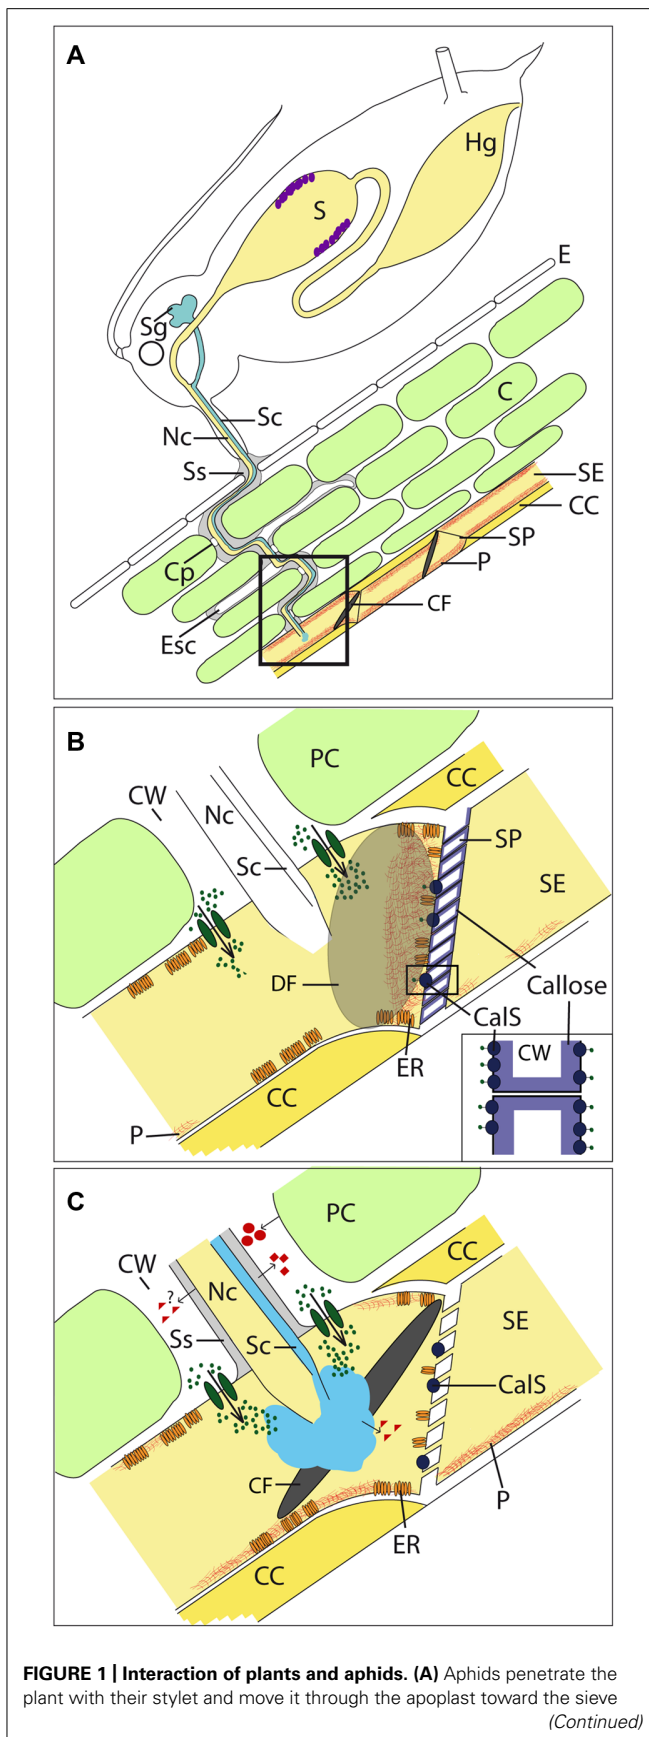 A
Hg
S
E
Sg
C
Sc
Nc
Ss
SE
CC
SP
P
Cp
CF
Esc
B
PC
CC
CW
Nc
SP
Sc
SE
DF
Callose
CalS
CW
ER
CC
P
C
PC
CC
CW
Nc
?
SE
Ss
Sc
CalS
CF
P
ER
CC
FIGURE 1 | Interaction of plants and aphids. (A) Aphids penetrate the
plant with their stylet and move it through the apoplast toward the sieve
(Continued)